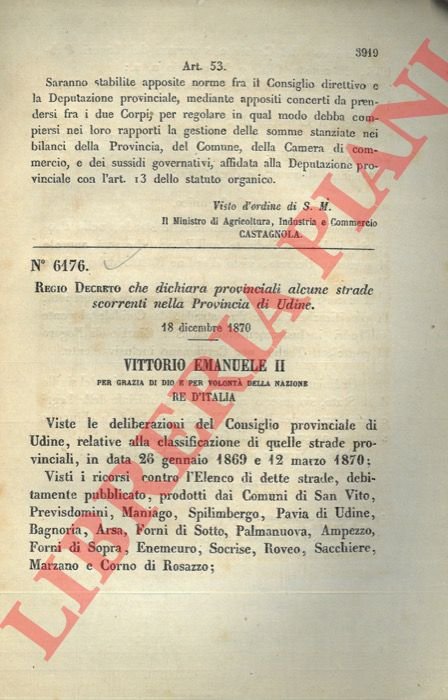 3919
Art. 53.
Saranno stabilite apposite norme fra il Consiglio direttivo e
la Deputazione provinciale, mediante appositi concerti da pren-
dersi fra i due Corpi, per regolare in qual modo debba com-
piersi nei loro rapporti la gestione delle somme stanziate nei
bilanci della Provincia, del Comune, della Camera di com-
mercio, e dei sussidi governativi, affidata alla Deputazione pro-
vinciale con l'art. 13 dello statuto organico.
Visto d'ordine di S. M.
Il Ministro di Agricoltura, Industria e Commercio
CASTAGNOLA.
N° 6176.
REGIO DECRETO che dichiara provinciali alcune strade
scorrenti nella Provincia di Udine.
18 dicembre 1870
VITTORIO EMANUELE II
PER GRAZIA DI DIO E PER VOLONTÀ DELLA NAZIONE
RE D'ITALIA
Viste le deliberazioni del Consiglio provinciale di
Udine, relative alla classificazione di quelle strade pro-
vinciali, in data 26 gennaio 1869 e 12 marzo 1870;
Visti i ricorsi contro l'Elenco di dette strade, debi-
tamente pubblicato, prodotti dai Comuni di San Vito,
Previsdomini, Maniago, Spilimbergo, Pavia di Udine,
Bagnoria, Arsa, Forni di Sotto, Palmanuova, Ampezzo,
Forni di Sopra, Enemeuro, Socrise, Roveo, Sacchiere,
Marzano e Corno di Rosazzo;
LIBRERIA PIANI